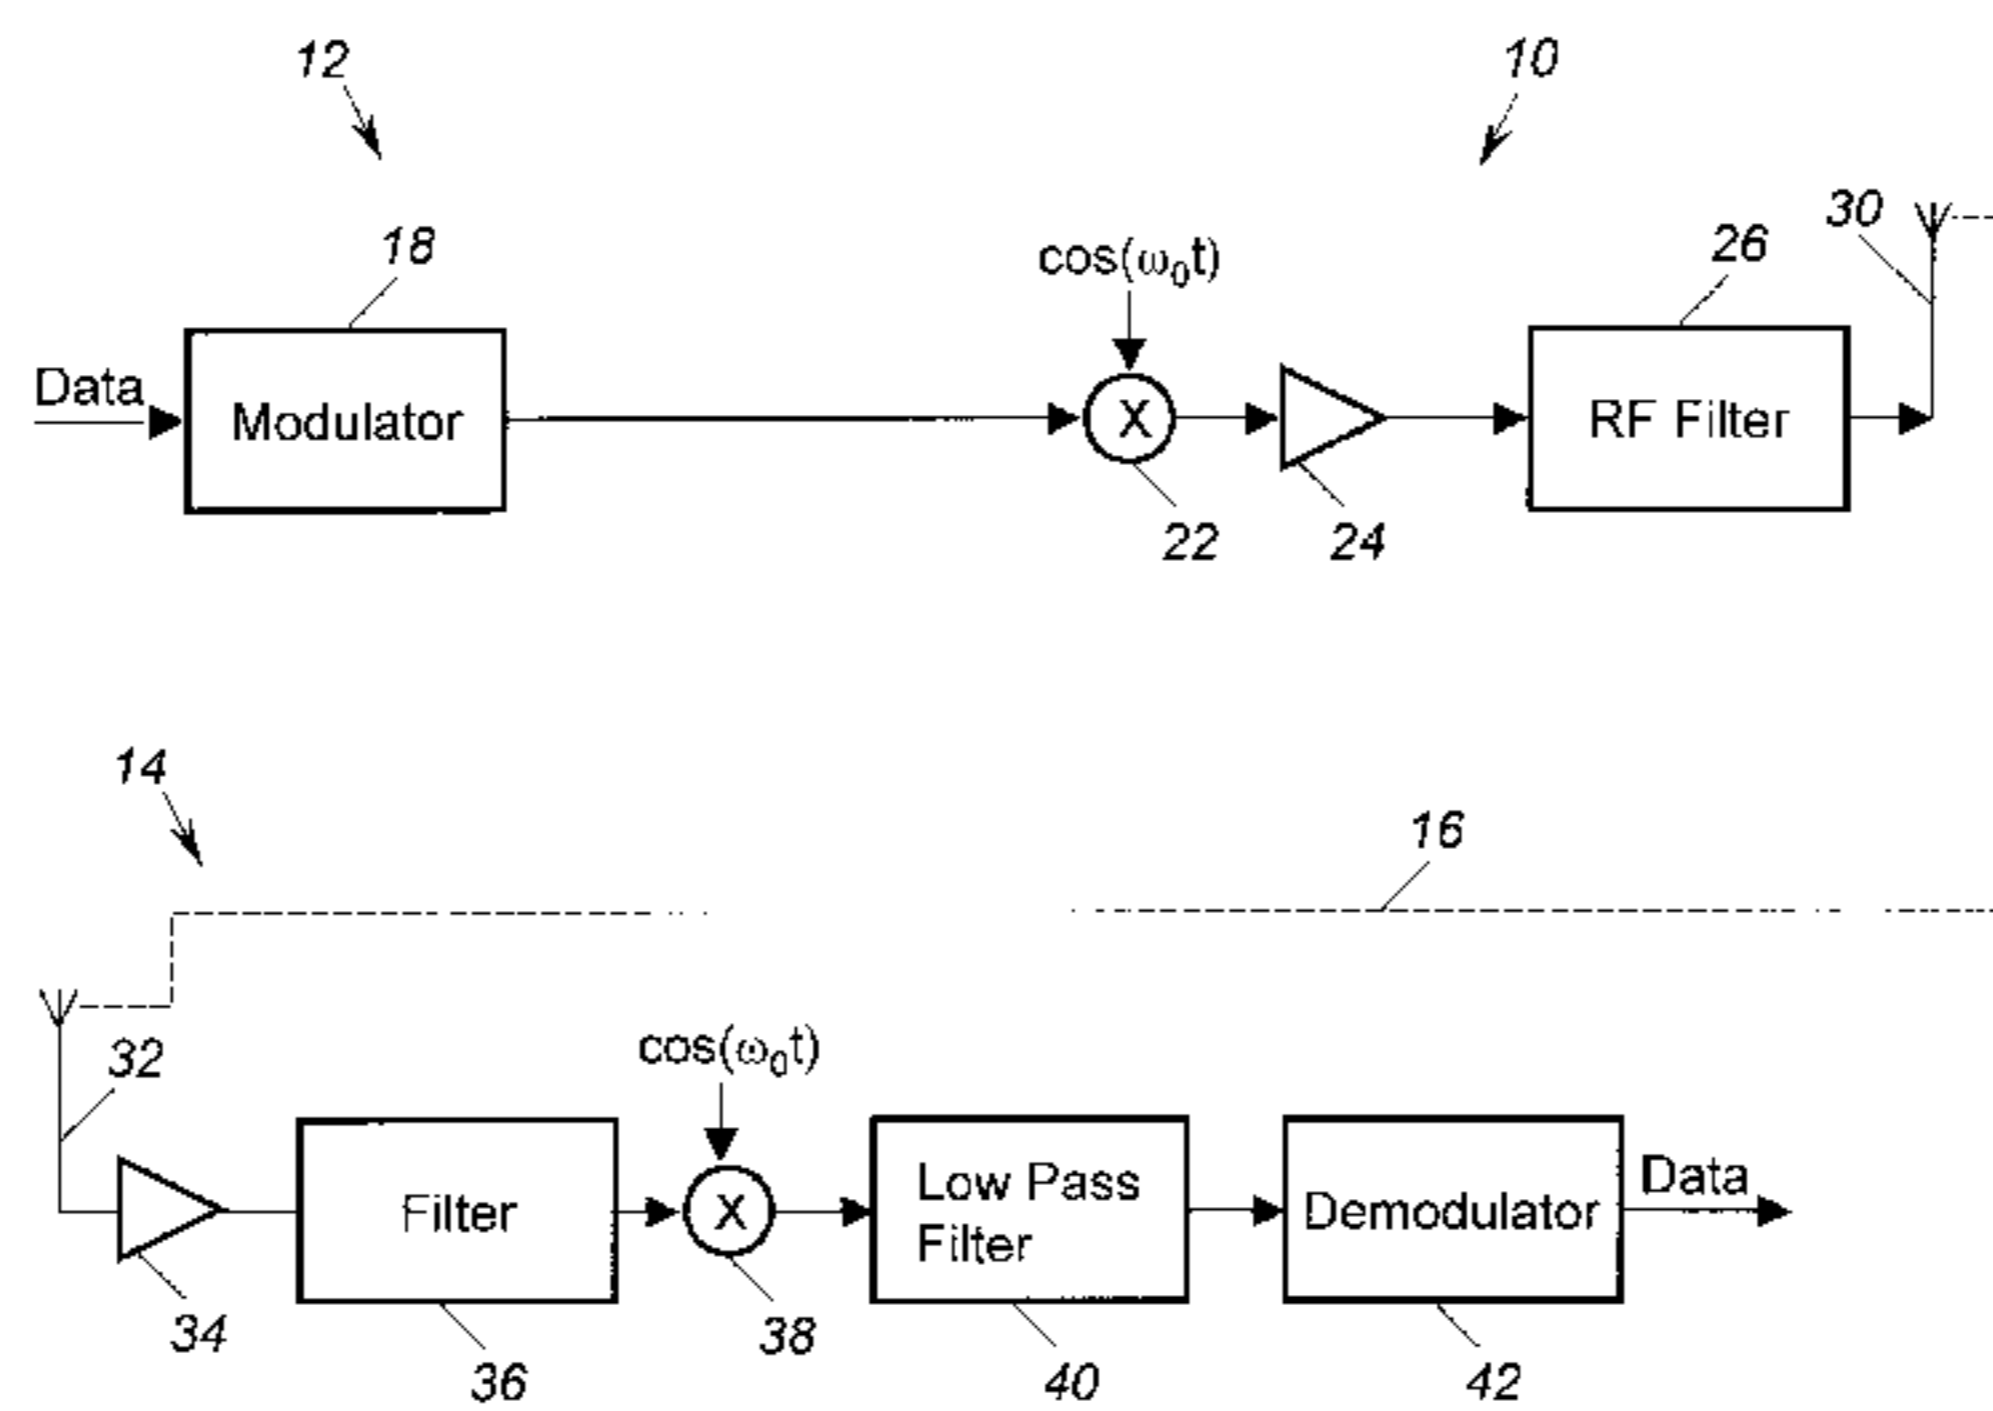 12
10
18
cos(ω₀t)
26
30
Data
Modulator
X
RF Filter
22
24
14
16
32
cos(ω₀t)
Filter
X
Low Pass
Filter
Demodulator
Data
34
36
38
40
42